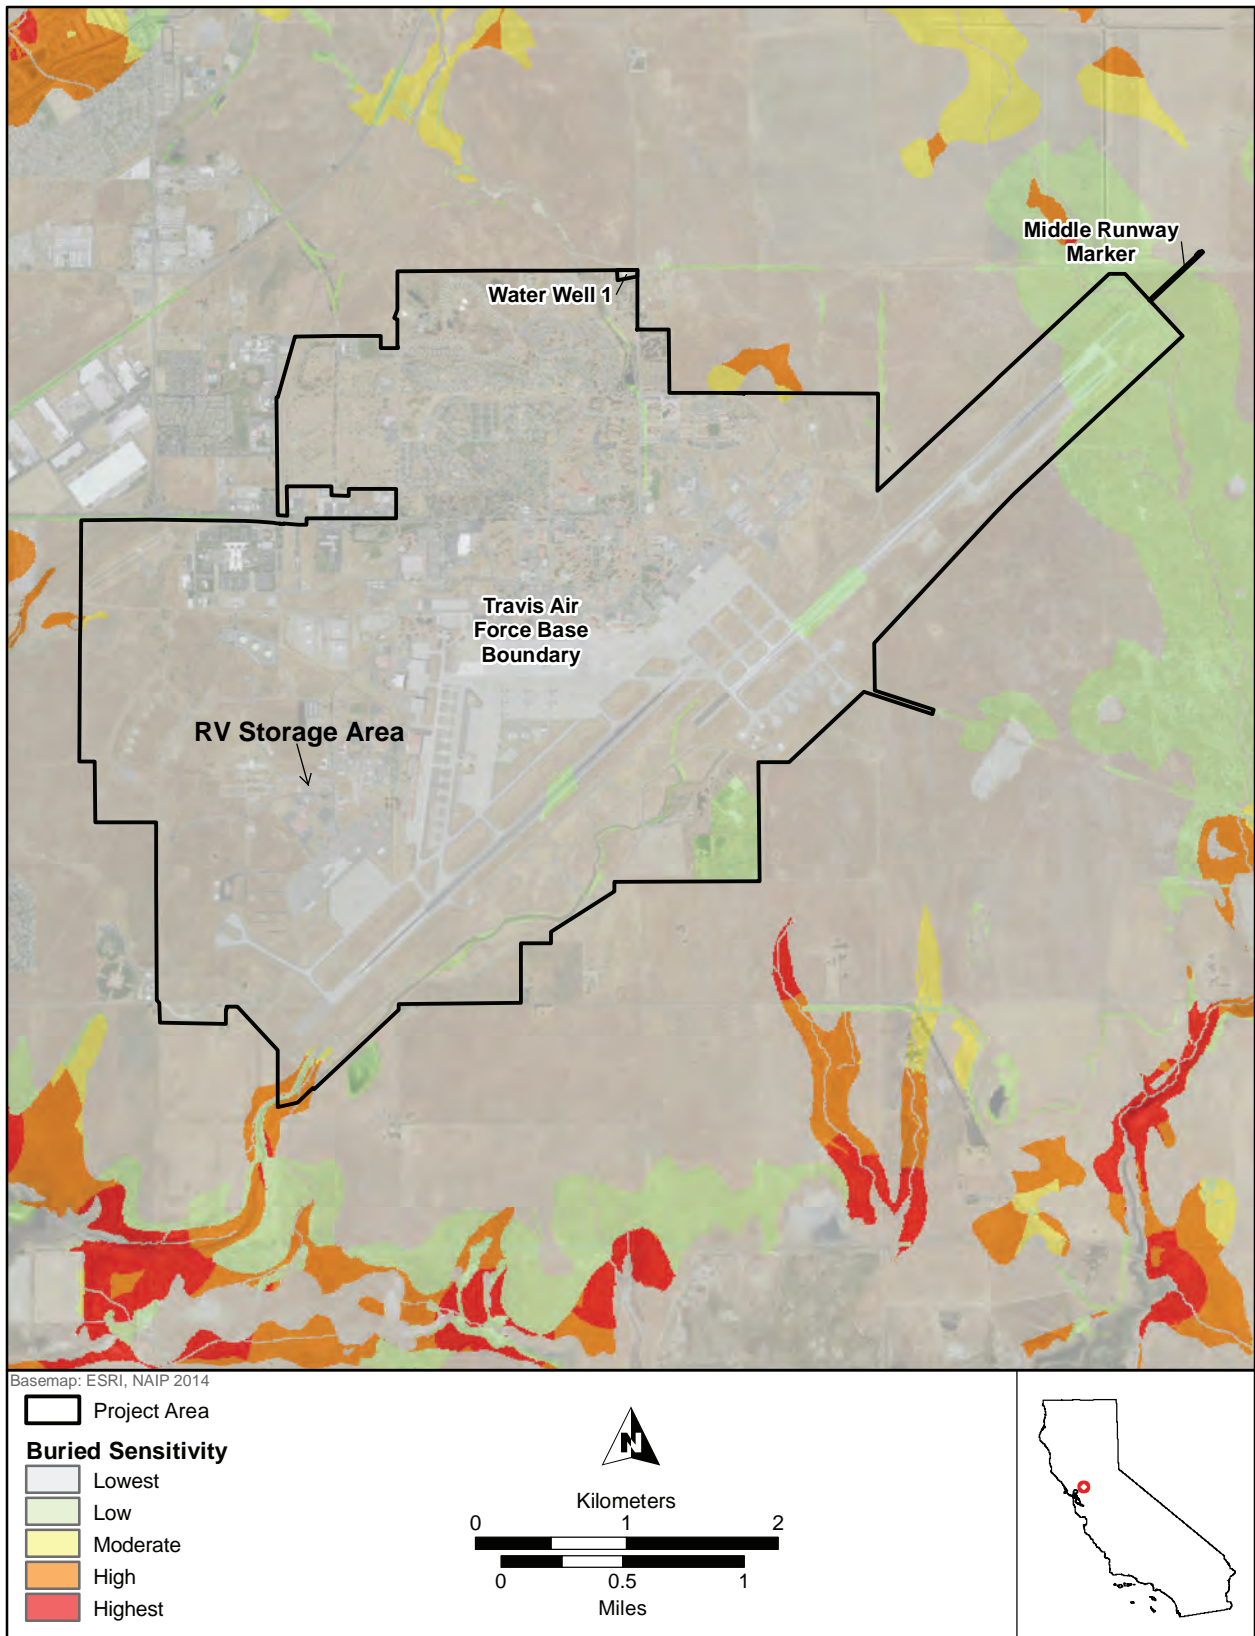 Middle Runway
Marker
Water Well 1
Travis Air
Force Base
Boundary
RV Storage Area
Basemap: ESRI, NAIP 2014
Project Area
Buried Sensitivity
Lowest
Low
Moderate
High
Highest
N
Kilometers
0 1 2
0 0.5 1
Miles